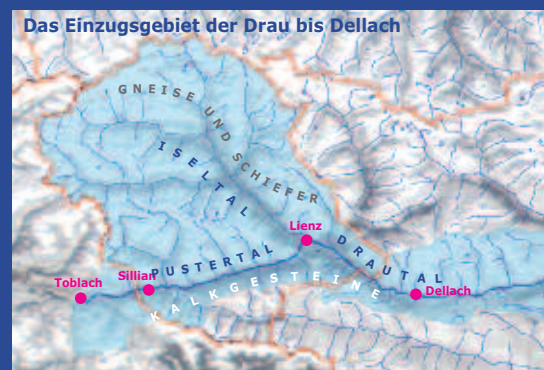 Das Einzugsgebiet der Drau bis Dellach
GNEISE UND SCHIEFER
ISELTAL
Lienz
DRAUTAL
PUSTERTAL
Sillian
Toblach
KALKGESTEINE
Dellach